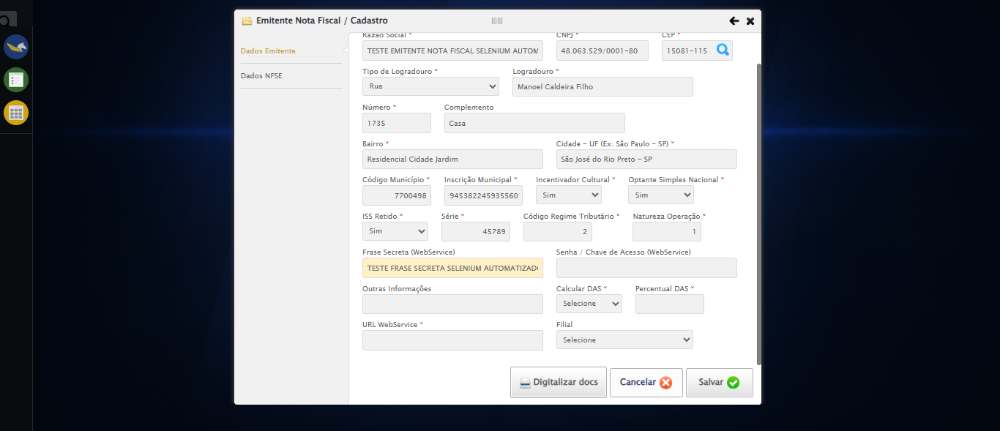 Emitente Nota Fiscal / Cadastro
Dados Emitente
Dados NFSE
Razão Social * CNPJ * CEP *
TESTE EMITENTE NOTA FISCAL SELENIUM AUTOM 48.063.529/0001-80 15081-115
Tipo de Logradouro * Logradouro *
Rua Manoel Caldeira Filho
Número * Complemento
1735 Casa
Bairro * Cidade - UF (Ex: São Paulo - SP) *
Residencial Cidade Jardim São José do Rio Preto - SP
Código Município * Inscrição Municipal * Incentivador Cultural * Optante Simples Nacional *
7700498 945382245935560 Sim Sim
ISS Retido * Série * Código Regime Tributário * Natureza Operação *
Sim 45789 2 1
Frase Secreta (WebService) Senha / Chave de Acesso (WebService)
TESTE FRASE SECRETA SELENIUM AUTOMATIZADO
Outras Informações Calcular DAS * Percentual DAS *
Selecione
URL WebService * Filial
Selecione
Digitalizar docs Cancelar Salvar